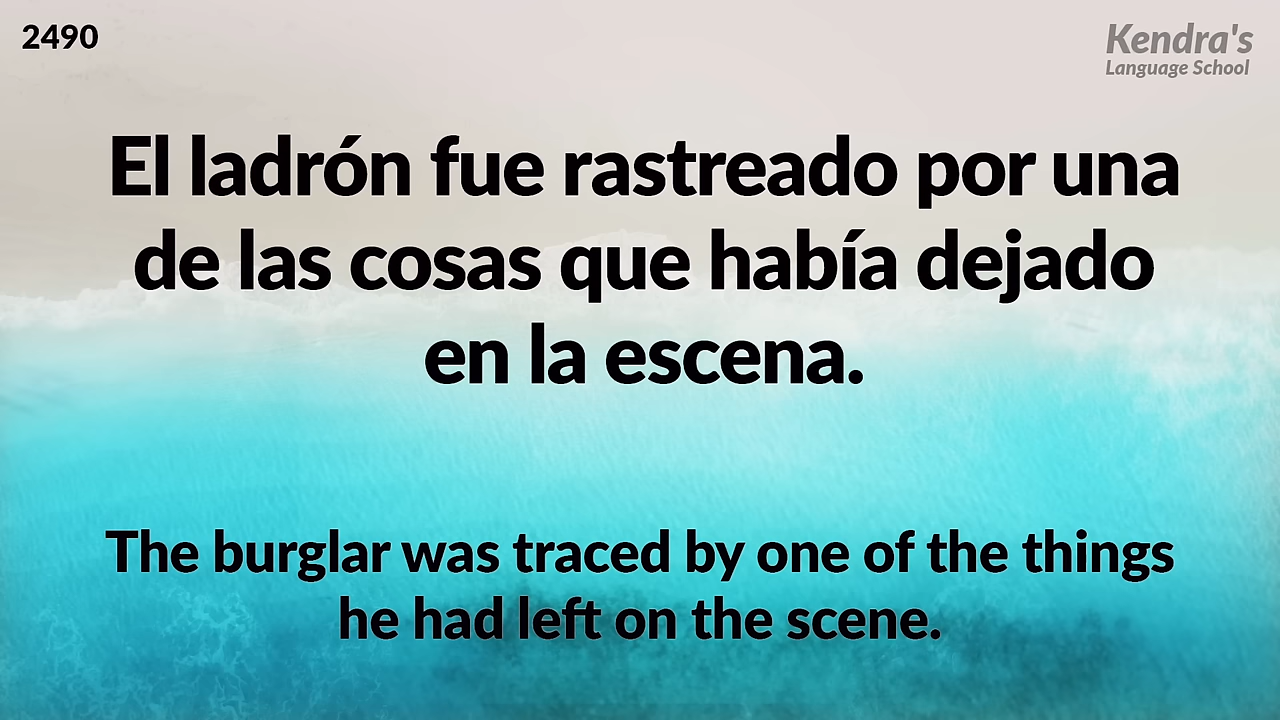 2490
Kendra's
Language School
El ladrón fue rastreado por una
de las cosas que había dejado
en la escena.
The burglar was traced by one of the things
he had left on the scene.